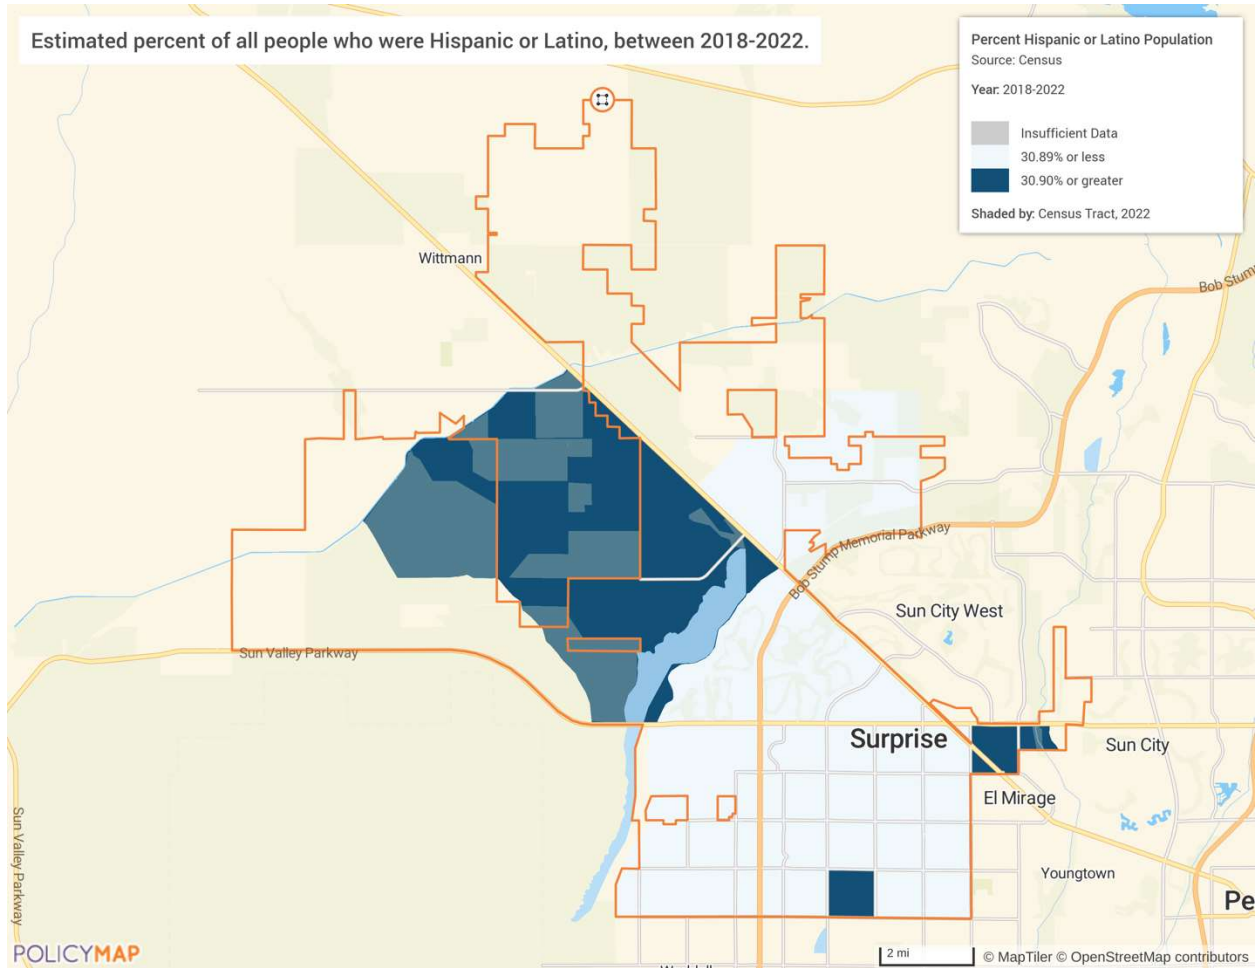 Estimated percent of all people who were Hispanic or Latino, between 2018-2022.
Percent Hispanic or Latino Population
Source: Census
Year: 2018-2022
Insufficient Data
30.89% or less
30.90% or greater
Shaded by: Census Tract, 2022
Wittmann
Bob Stump
Bob Stump Memorial Parkway
Sun City West
Sun Valley Parkway
Surprise
Sun City
El Mirage
Sun Valley Parkway
Youngtown
Pe
POLICYMAP
2 mi
© MapTiler © OpenStreetMap contributors